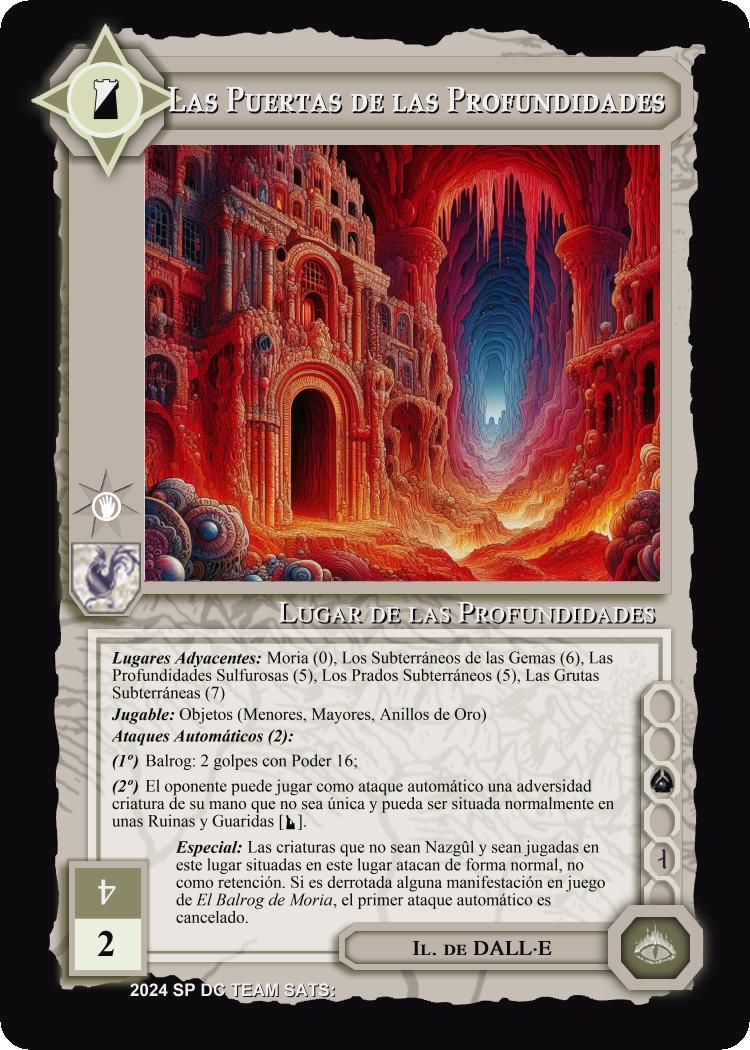 Las Puertas de las Profundidades
Lugar de las Profundidades
Lugares Adyacentes: Moria (0), Los Subterráneos de las Gemas (6), Las
Profundidades Sulfurosas (5), Los Prados Subterráneos (5), Las Grutas
Subterráneas (7)
Jugable: Objetos (Menores, Mayores, Anillos de Oro)
Ataques Automáticos (2):
(1º) Balrog: 2 golpes con Poder 16;
(2º) El oponente puede jugar como ataque automático una adversidad
criatura de su mano que no sea única y pueda ser situada normalmente en
unas Ruinas y Guaridas [ ].
Especial: Las criaturas que no sean Nazgûl y sean jugadas en
este lugar situadas en este lugar atacan de forma normal, no
como retención. Si es derrotada alguna manifestación en juego
de El Balrog de Moria, el primer ataque automático es
cancelado.
4
2
Il. de DALL·E
2024 SP DC TEAM SATS: